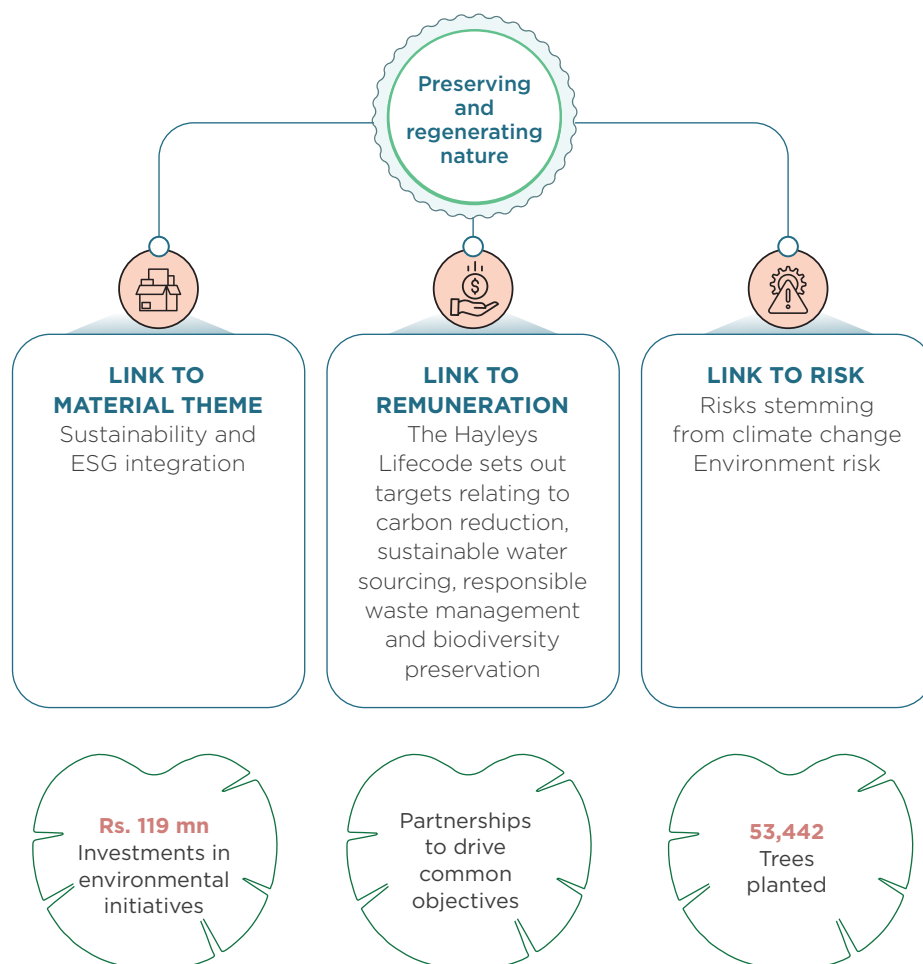 Preserving
and
regenerating
nature
LINK TO
MATERIAL THEME
Sustainability and
ESG integration
LINK TO
REMUNERATION
The Hayleys
Lifecode sets out
targets relating to
carbon reduction,
sustainable water
sourcing, responsible
waste management
and biodiversity
preservation
LINK TO RISK
Risks stemming
from climate change
Environment risk
Rs. 119 mn
Investments in
environmental
initiatives
Partnerships
to drive
common
objectives
53,442
Trees
planted